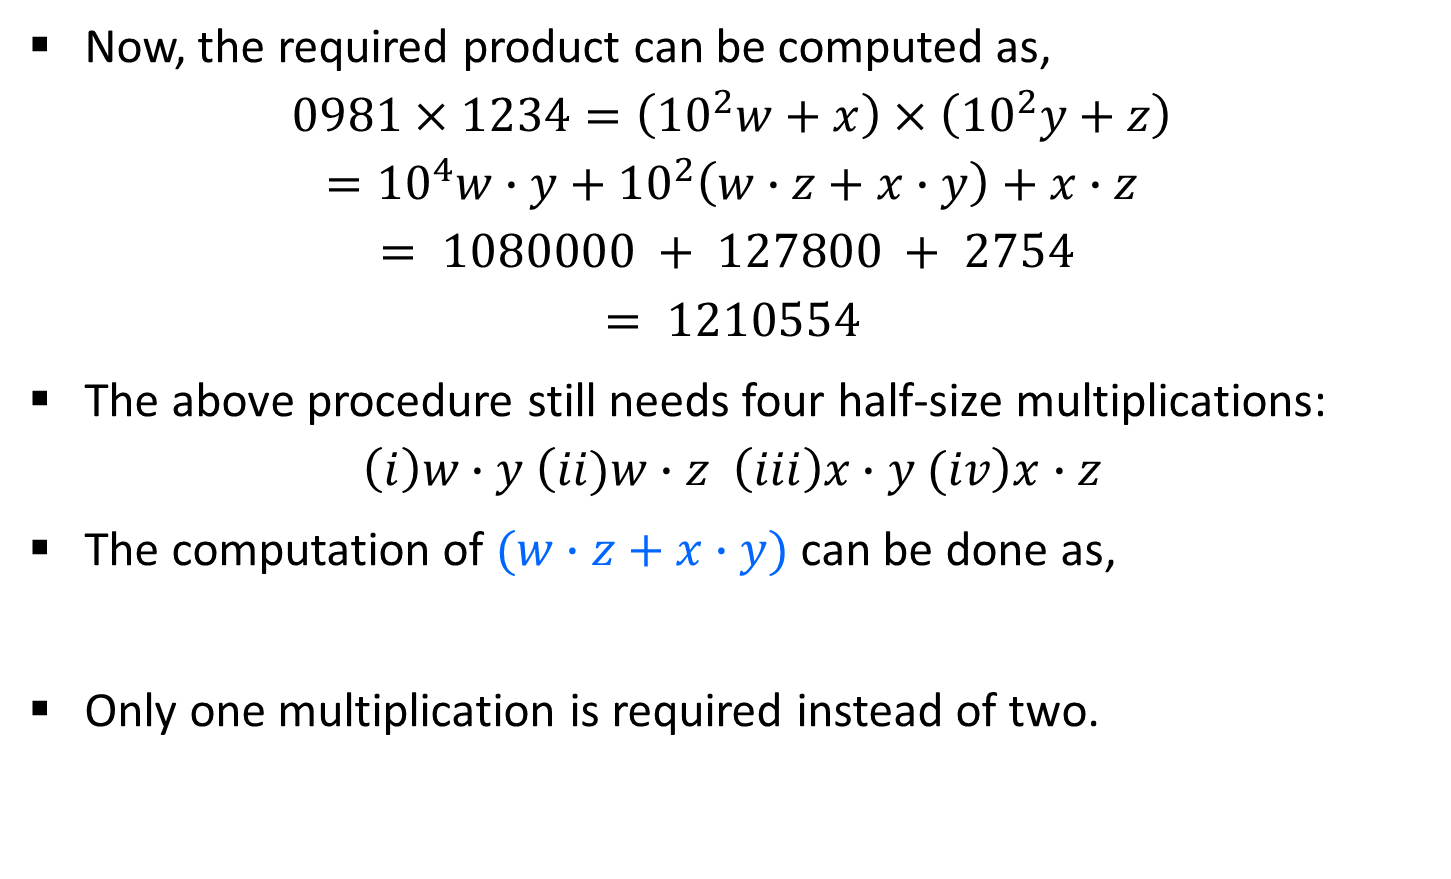 ▪ Now, the required product can be computed as,
0981 × 1234 = (10²w + x) × (10²y + z)
= 10⁴w · y + 10²(w · z + x · y) + x · z
= 1080000 + 127800 + 2754
= 1210554
▪ The above procedure still needs four half-size multiplications:
(i)w · y (ii)w · z (iii)x · y (iv)x · z
▪ The computation of (w · z + x · y) can be done as,
▪ Only one multiplication is required instead of two.